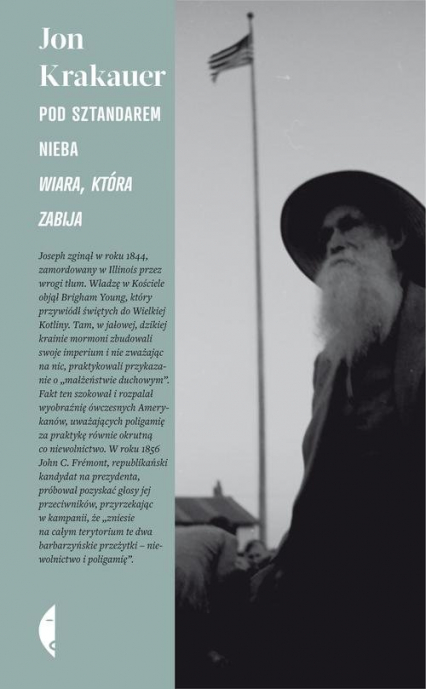 Jon
Krakauer
POD SZTANDAREM
NIEBA
WIARA, KTÓRA
ZABIJA
Joseph zginął w roku 1844,
zamordowany w Illinois przez
wrogi tłum. Władzę w Kościele
objął Brigham Young, który
przywiódł świętych do Wielkiej
Kotliny. Tam, w jałowej, dzikiej
krainie mormoni zbudowali
swoje imperium i nie zważając
na nic, praktykowali przykaza-
nie o „małżeństwie duchowym”.
Fakt ten szokował i rozpalał
wyobraźnię ówczesnych Amery-
kanów, uważających poligamię
za praktykę równie okrutną
co niewolnictwo. W roku 1856
John C. Frémont, republikański
kandydat na prezydenta,
próbował pozyskać głosy jej
przeciwników, przyrzekając
w kampanii, że „zniesie
na całym terytorium te dwa
barbarzyńskie przeżytki – nie-
wolnictwo i poligamię”.